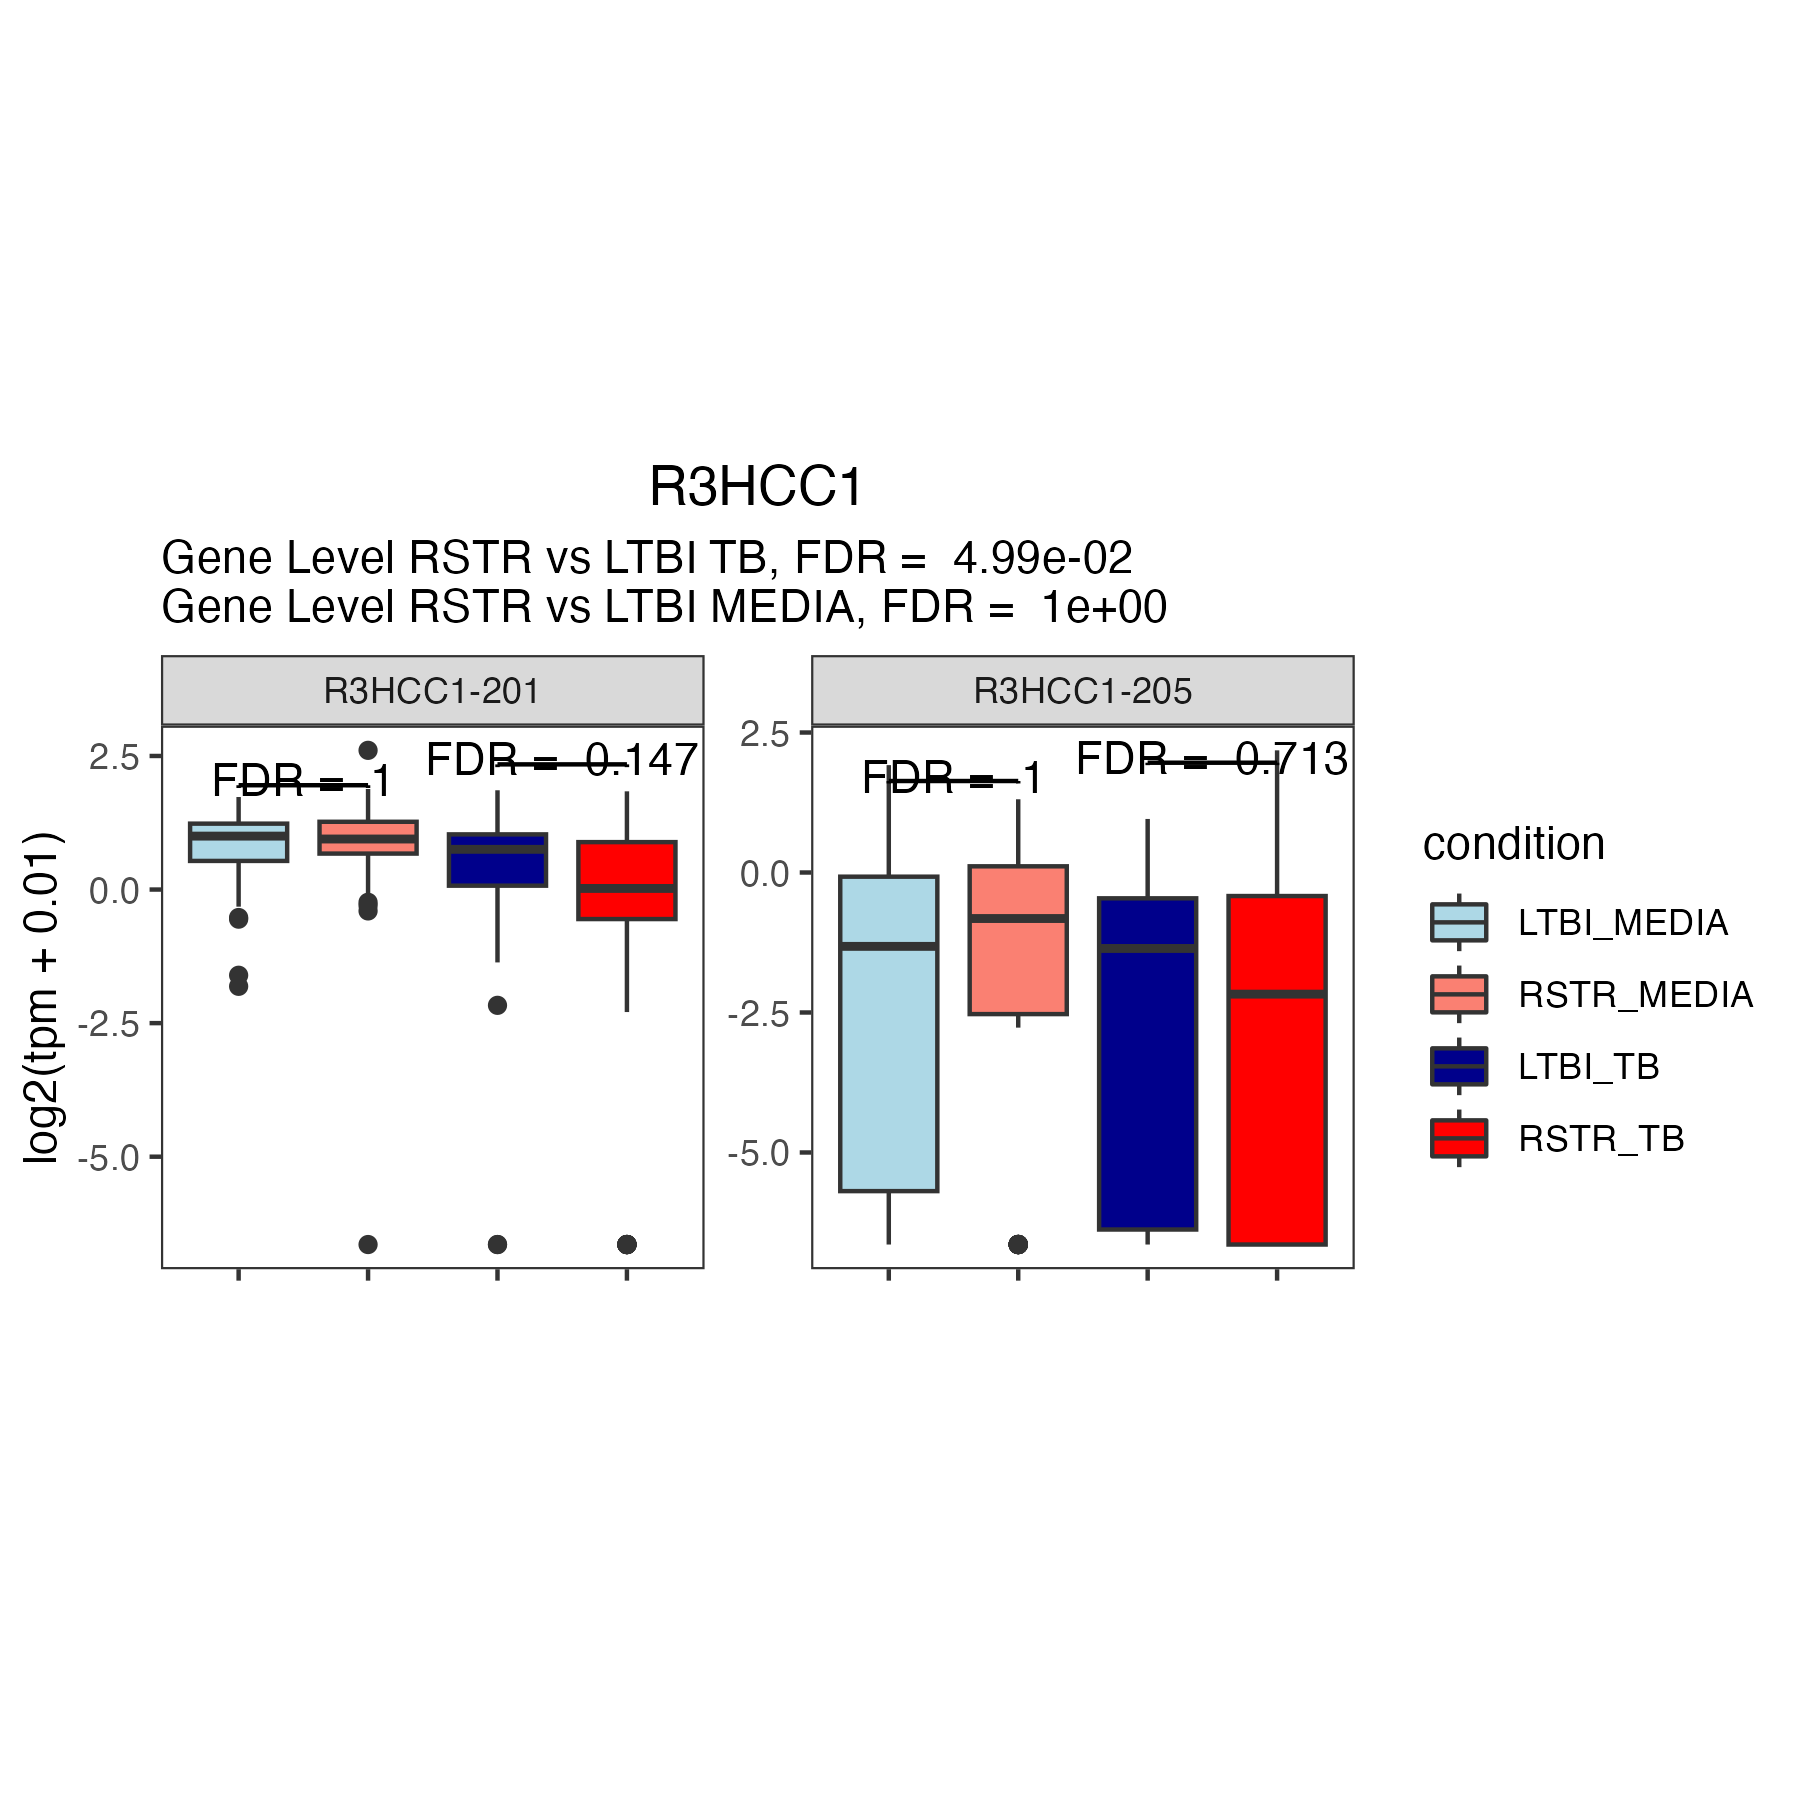 R3HCC1
Gene Level RSTR vs LTBI TB, FDR =  4.99e-02
Gene Level RSTR vs LTBI MEDIA, FDR =  1e+00
R3HCC1-201
R3HCC1-205
log2(tpm + 0.01)
2.5
0.0
-2.5
-5.0
FDR =  1
FDR =  0.147
2.5
0.0
-2.5
-5.0
FDR =  1
FDR =  0.713
condition
LTBI_MEDIA
RSTR_MEDIA
LTBI_TB
RSTR_TB